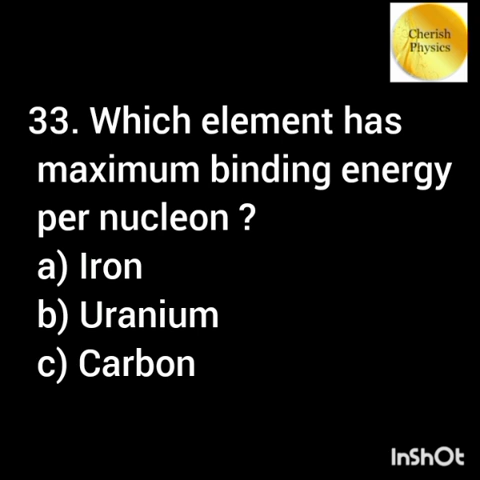 Cherish
Physics
33. Which element has
maximum binding energy
per nucleon ?
a) Iron
b) Uranium
c) Carbon
InShOt